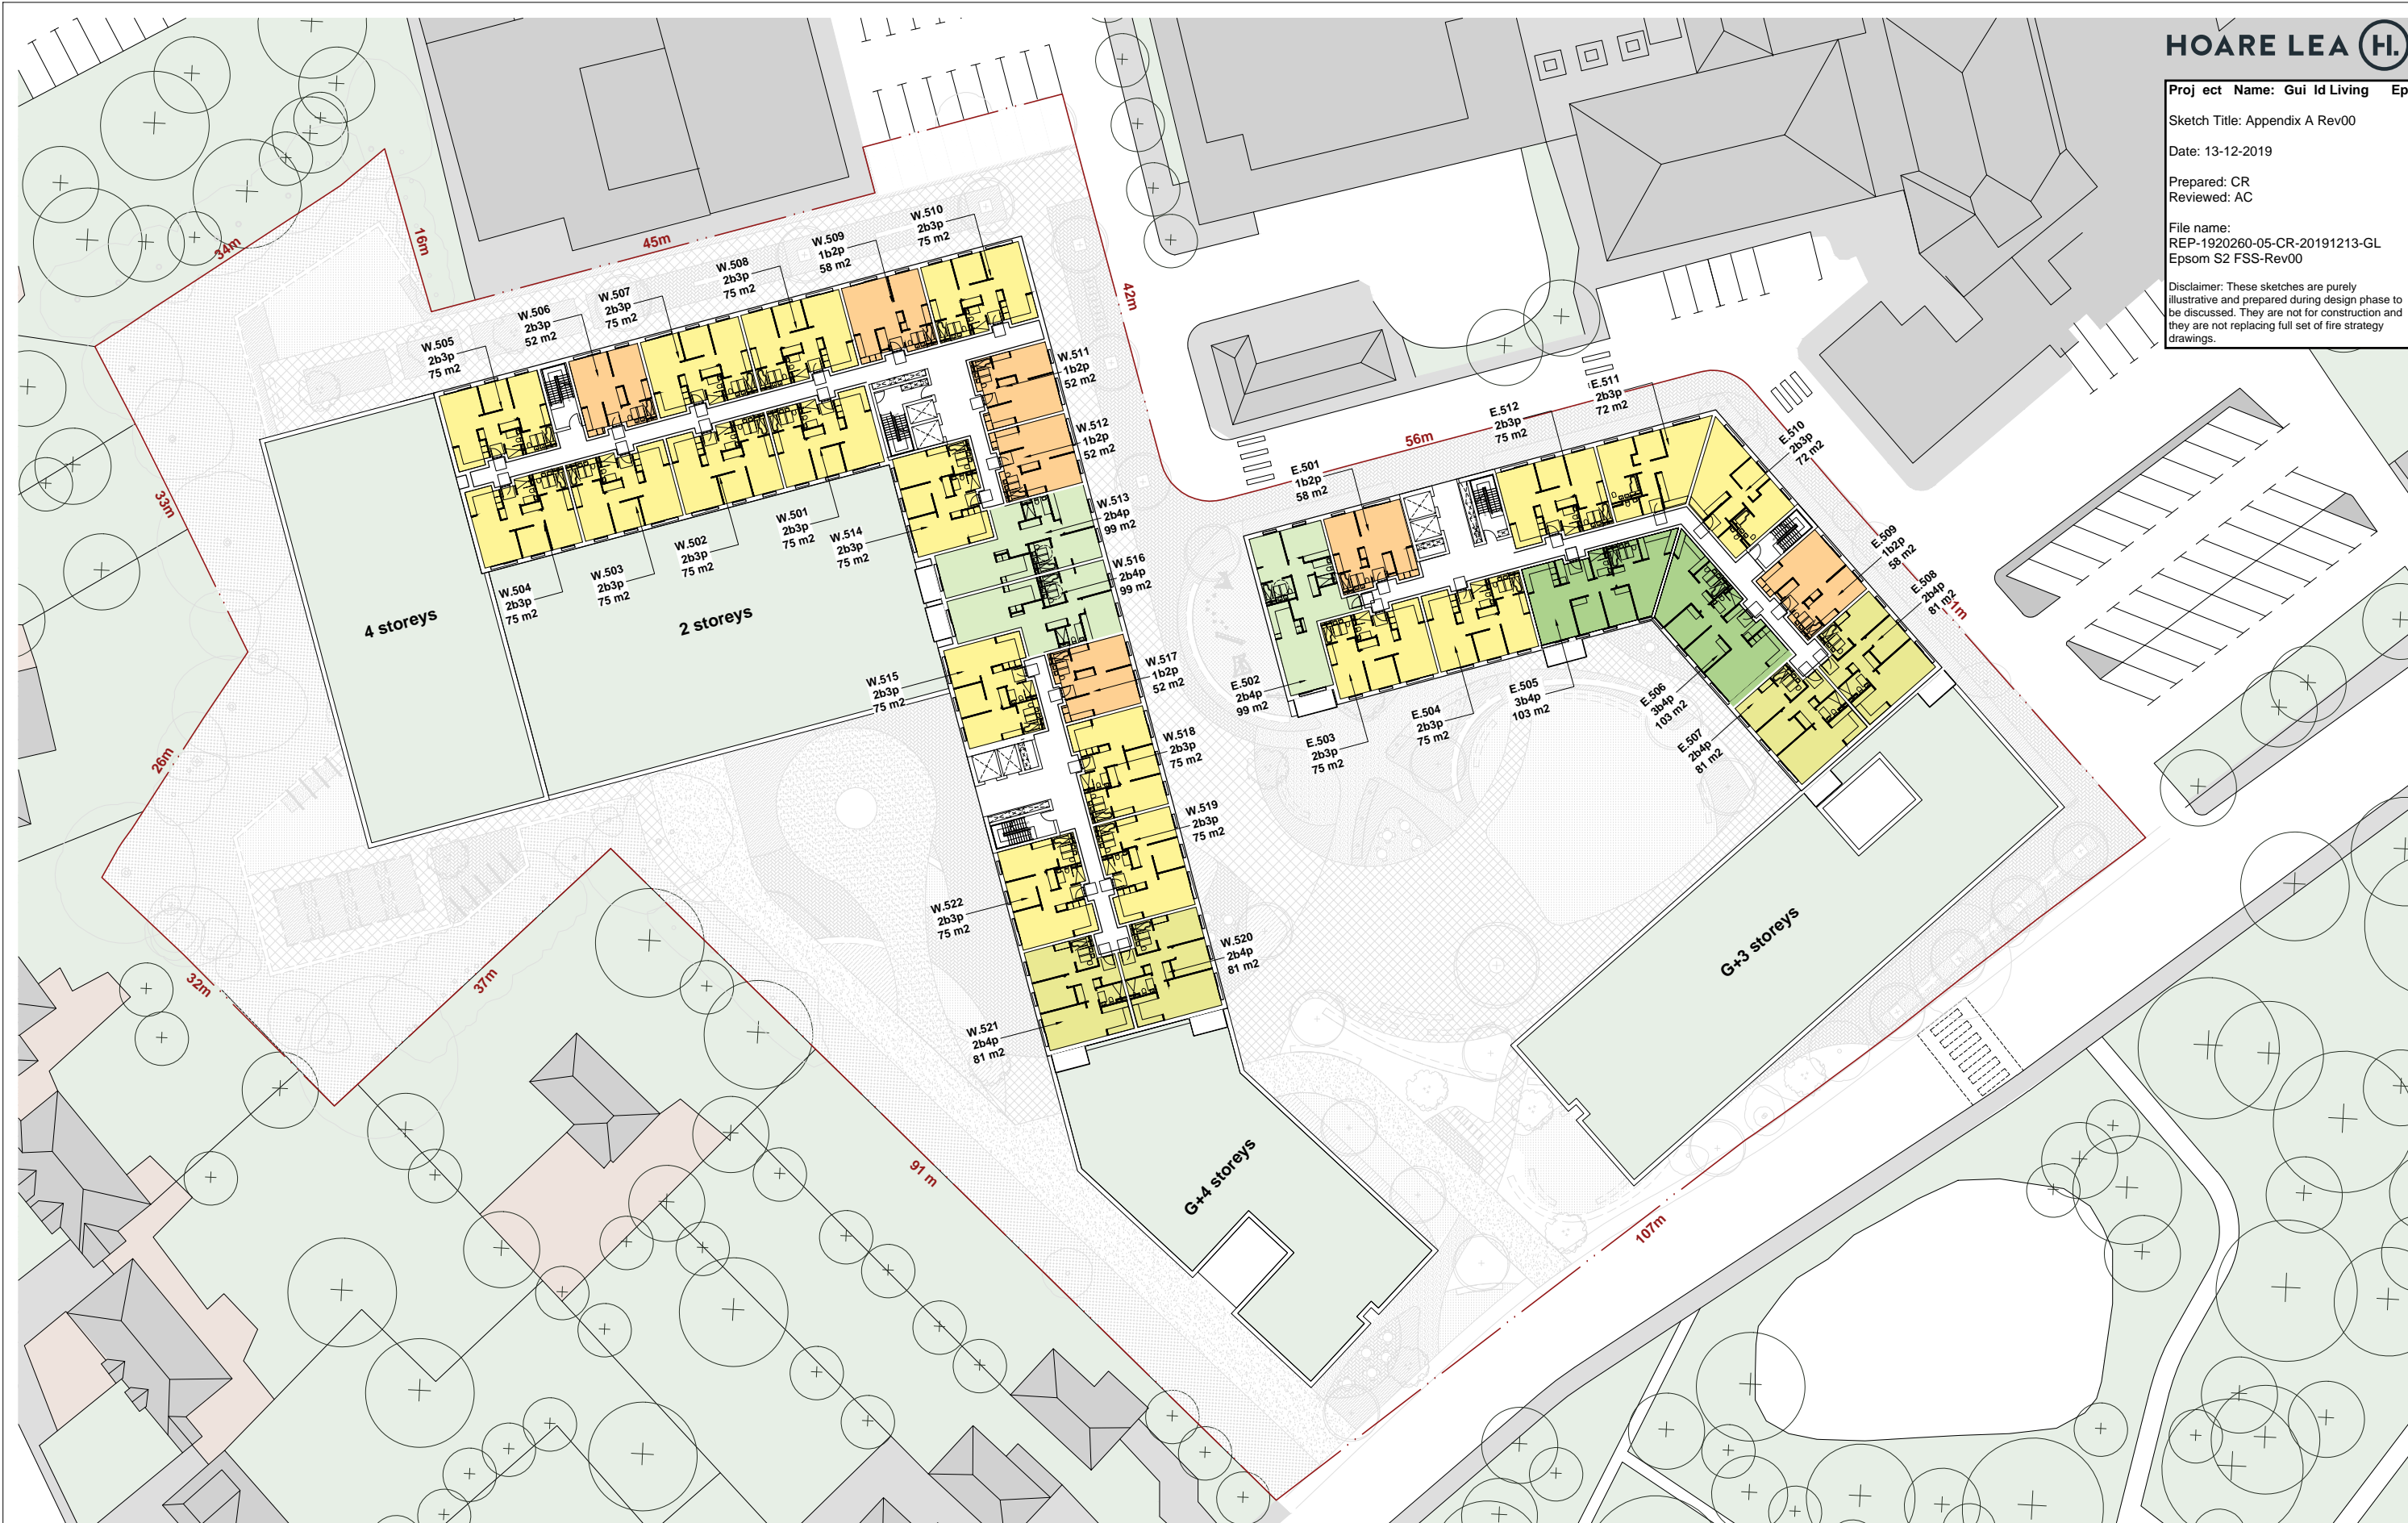 HOARE LEA H.
Proj ect Name: Gui ld Living Ep
Sketch Title: Appendix A Rev00
Date: 13-12-2019
Prepared: CR
Reviewed: AC
File name:
REP-1920260-05-CR-20191213-GL
Epsom S2 FSS-Rev00
Disclaimer: These sketches are purely
illustrative and prepared during design phase to
be discussed. They are not for construction and
they are not replacing full set of fire strategy
drawings.
34m
16m
45m
42m
33m
26m
32m
37m
91 m
107m
56m
71m
W.510
2b3p
75 m2
W.509
1b2p
58 m2
W.508
2b3p
75 m2
W.507
2b3p
75 m2
W.506
2b3p
52 m2
W.505
2b3p
75 m2
W.511
1b2p
52 m2
W.512
1b2p
52 m2
W.513
2b4p
99 m2
W.516
2b4p
99 m2
W.501
2b3p
75 m2
W.514
2b3p
75 m2
W.502
2b3p
75 m2
W.503
2b3p
75 m2
W.504
2b3p
75 m2
4 storeys
2 storeys
W.515
2b3p
75 m2
W.517
1b2p
52 m2
W.518
2b3p
75 m2
W.519
2b3p
75 m2
W.522
2b3p
75 m2
W.520
2b4p
81 m2
W.521
2b4p
81 m2
G+4 storeys
E.511
2b3p
72 m2
E.512
2b3p
75 m2
E.510
2b3p
72 m2
E.501
1b2p
58 m2
E.509
1b2p
58 m2
E.508
2b4p
81 m2
E.502
2b4p
99 m2
E.503
2b3p
75 m2
E.504
2b3p
75 m2
E.505
3b4p
103 m2
E.506
3b4p
103 m2
E.507
2b4p
81 m2
G+3 storeys